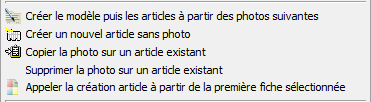 Créer le modèle puis les articles à partir des photos suivantes
Créer un nouvel article sans photo
Copier la photo sur un article existant
Supprimer la photo sur un article existant
Appeler la création article à partir de la première fiche sélectionnée